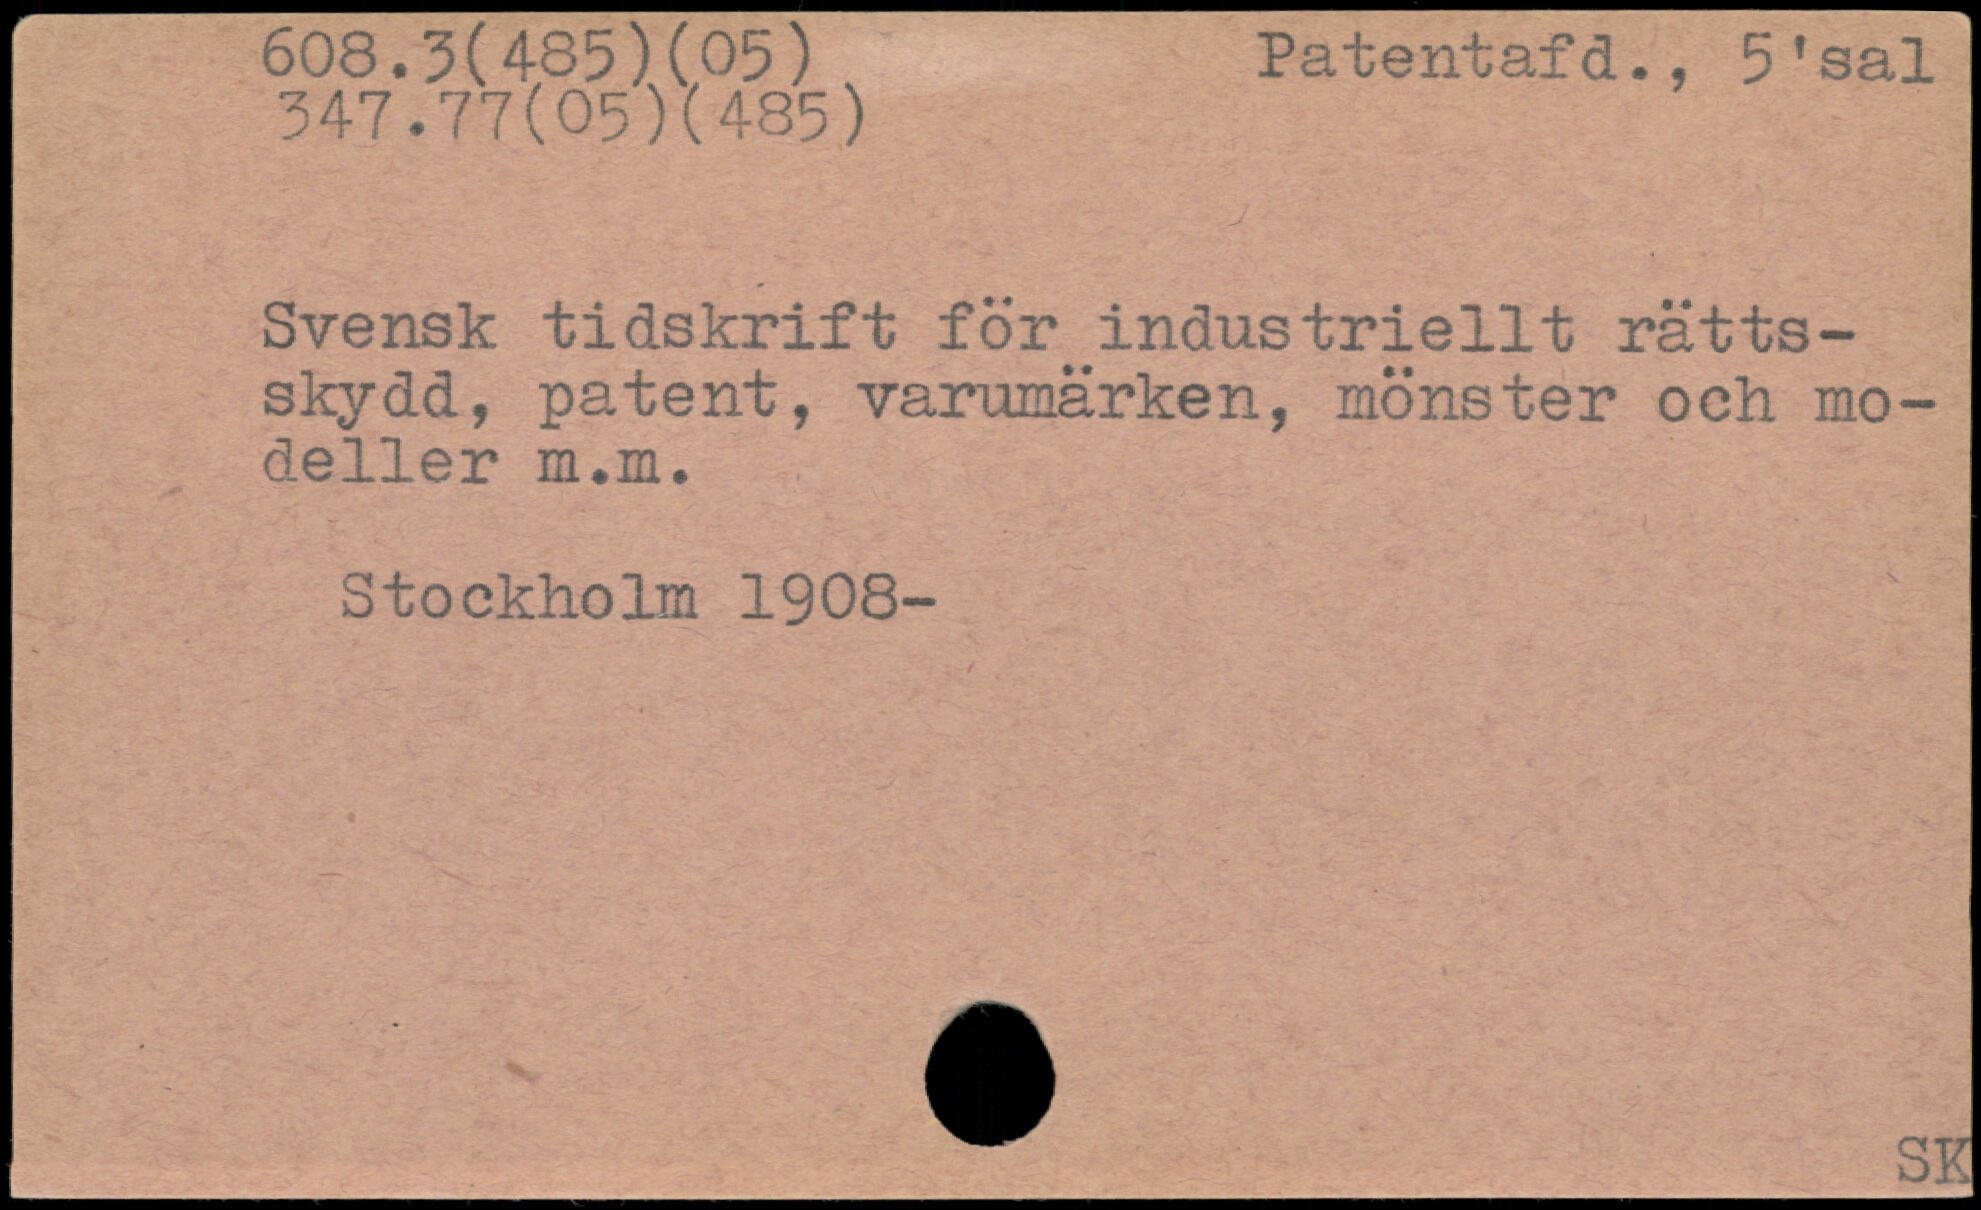 608.3(485)(05) Patentafd., 5'sal
347.77(05)(485)
Svensk tidskrift för industriellt rätts-
skydd, patent, varumärken, mönster och mo-
deller m.m.
Stockholm 1908-
SK